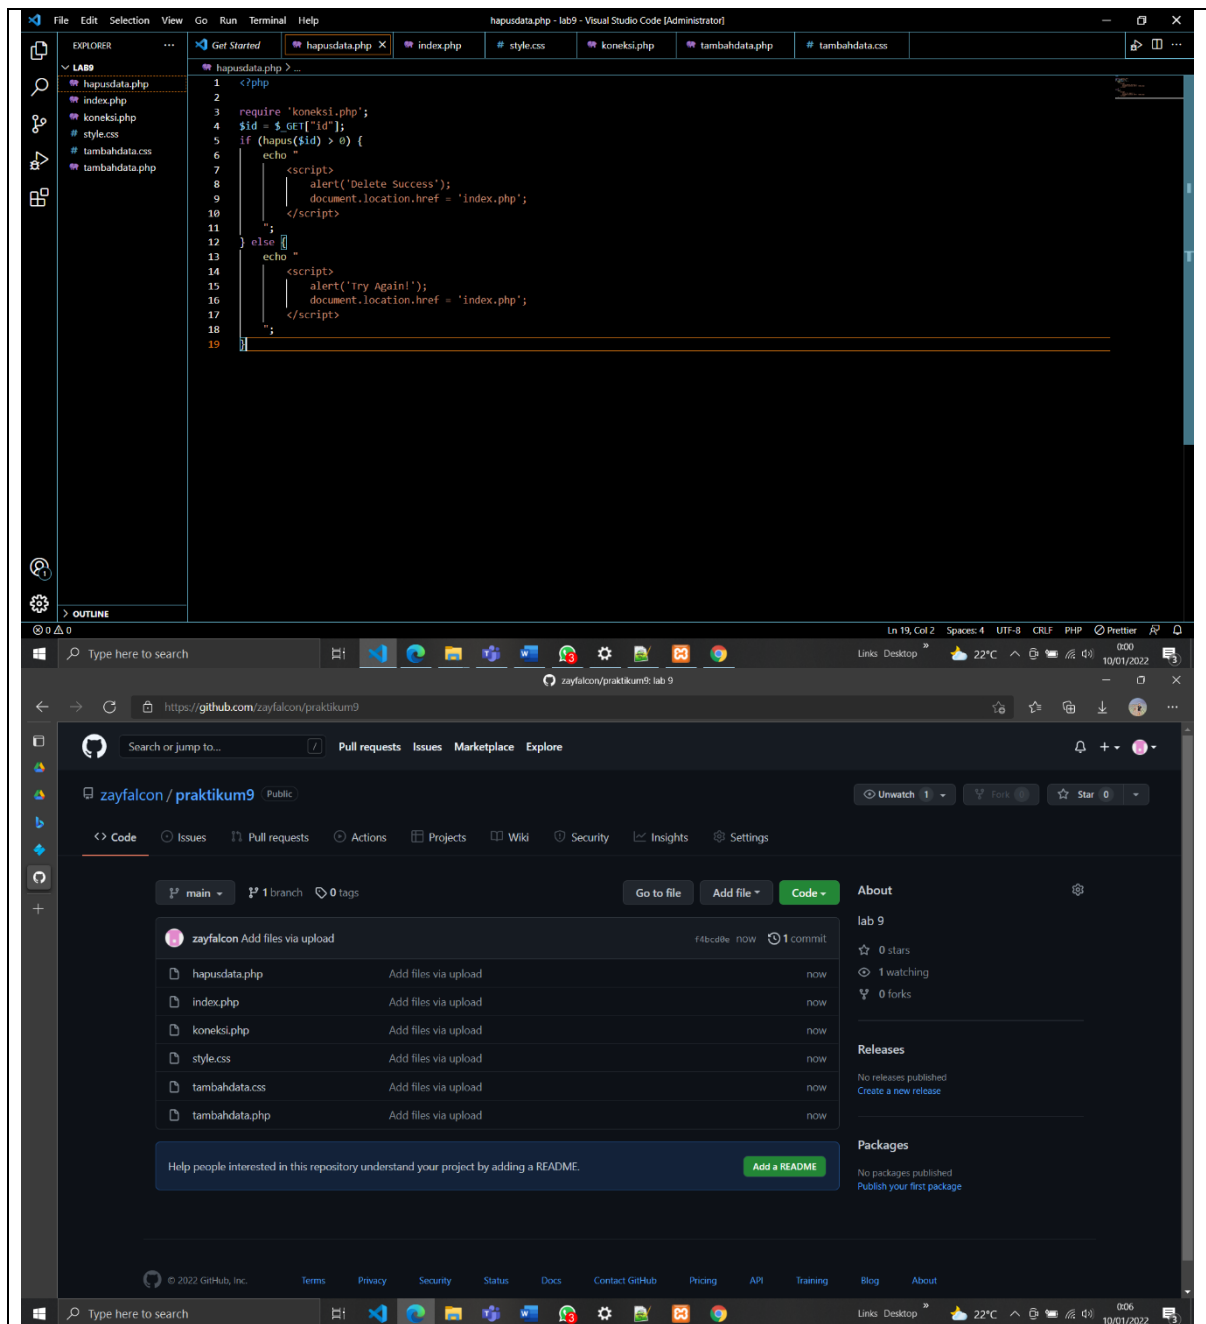 File Edit Selection View Go Run Terminal Help
hapusdata.php - lab9 - Visual Studio Code [Administrator]
EXPLORER
Get Started
hapusdata.php
index.php
# style.css
koneksi.php
tambahdata.php
# tambahdata.css
LAB9
hapusdata.php
index.php
koneksi.php
# style.css
# tambahdata.css
tambahdata.php
OUTLINE
hapusdata.php > ...
1 <?php
2
3 require 'koneksi.php';
4 $id = $_GET["id"];
5 if (hapus($id) > 0) {
6 echo "
7 <script>
8 alert('Delete Success');
9 document.location.href = 'index.php';
10 </script>
11 ";
12 } else {
13 echo "
14 <script>
15 alert('Try Again!');
16 document.location.href = 'index.php';
17 </script>
18 ";
19 }
0 0
Ln 19, Col 2 Spaces: 4 UTF-8 CRLF PHP Prettier
Type here to search
Links Desktop
22°C
0:00
10/01/2022
3
zayfalcon/praktikum9: lab 9
https://github.com/zayfalcon/praktikum9
Search or jump to... /
Pull requests Issues Marketplace Explore
zayfalcon / praktikum9 Public
Unwatch 1
Fork 0
Star 0
Code Issues Pull requests Actions Projects Wiki Security Insights Settings
main 1 branch 0 tags
Go to file Add file Code
zayfalcon Add files via upload
f4bcd0e now 1 commit
hapusdata.php Add files via upload now
index.php Add files via upload now
koneksi.php Add files via upload now
style.css Add files via upload now
tambahdata.css Add files via upload now
tambahdata.php Add files via upload now
Help people interested in this repository understand your project by adding a README.
Add a README
About
lab 9
0 stars
1 watching
0 forks
Releases
No releases published
Create a new release
Packages
No packages published
Publish your first package
© 2022 GitHub, Inc.
Terms Privacy Security Status Docs Contact GitHub Pricing API Training Blog About
Type here to search
Links Desktop
22°C
0:06
10/01/2022
3